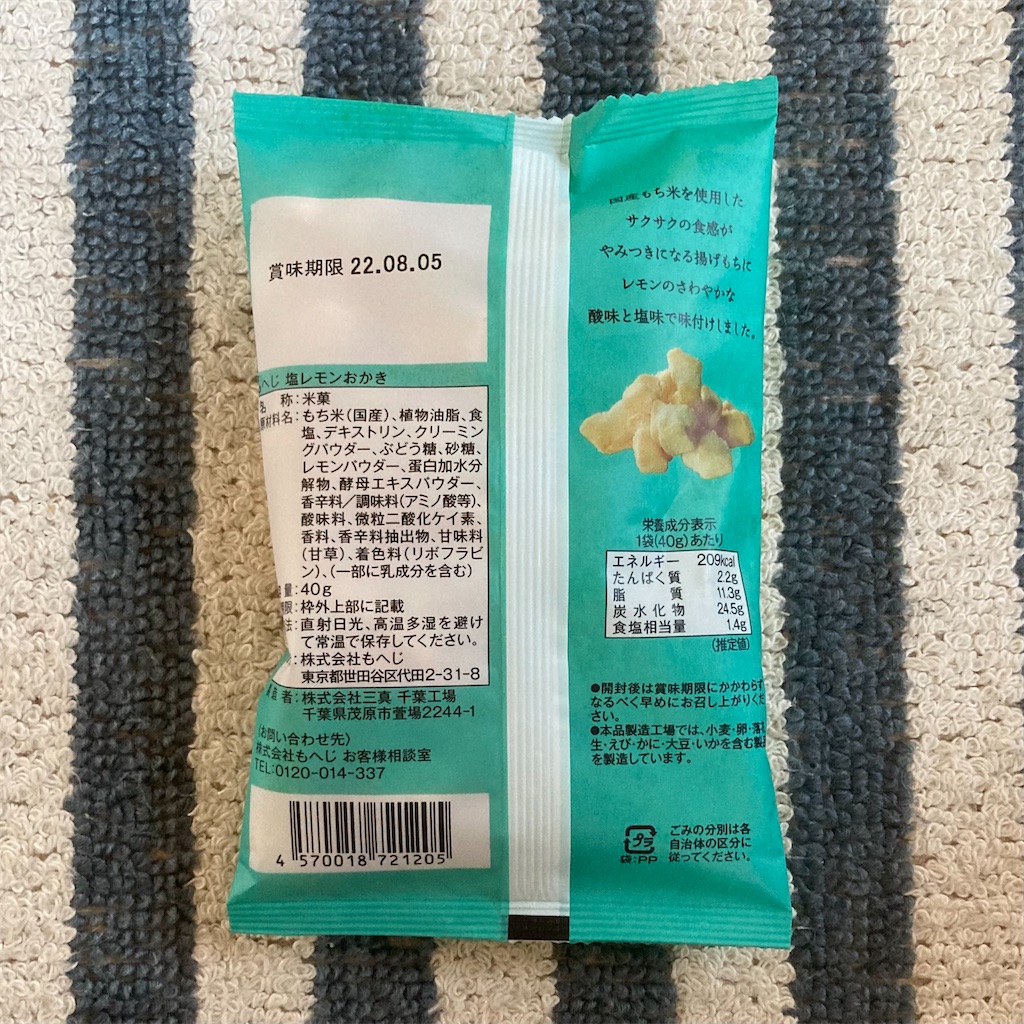 賞味期限 22.08.05
へじ 塩レモンおかき
称:米菓
材料名:もち米(国産)、植物油脂、食
塩、デキストリン、クリーミン
グパウダー、ぶどう糖、砂糖、
レモンパウダー、蛋白加水分
解物、酵母エキスパウダー、
香辛料/調味料(アミノ酸等)、
酸味料、微粒二酸化ケイ素、
香料、香辛料抽出物、甘味料
(甘草)、着色料(リボフラビ
ン)、(一部に乳成分を含む)
量:40g
限:枠外上部に記載
法:直射日光、高温多湿を避け
て常温で保存してください。
:株式会社もへじ
東京都世田谷区代田2-31-8
者:株式会社三真 千葉工場
千葉県茂原市萱場2244-1
(お問い合わせ先)
株式会社もへじ お客様相談室
TEL:0120-014-337
4 570018 721205
国産もち米を使用した
サクサクの食感が
やみつきになる揚げもちに
レモンのさわやかな
酸味と塩味で味付けしました。
栄養成分表示
1袋(40g)あたり
エネルギー 209kcal
たんぱく質 2.2g
脂質 11.3g
炭水化物 24.5g
食塩相当量 1.4g
(推定値)
●開封後は賞味期限にかかわらず
なるべく早めにお召し上がりくだ
さい。
●本品製造工場では、小麦・卵・落花
生・えび・かに・大豆・いかを含む製品
を製造しています。
プラ
袋:PP
ごみの分別は各
自治体の区分に
従ってください。